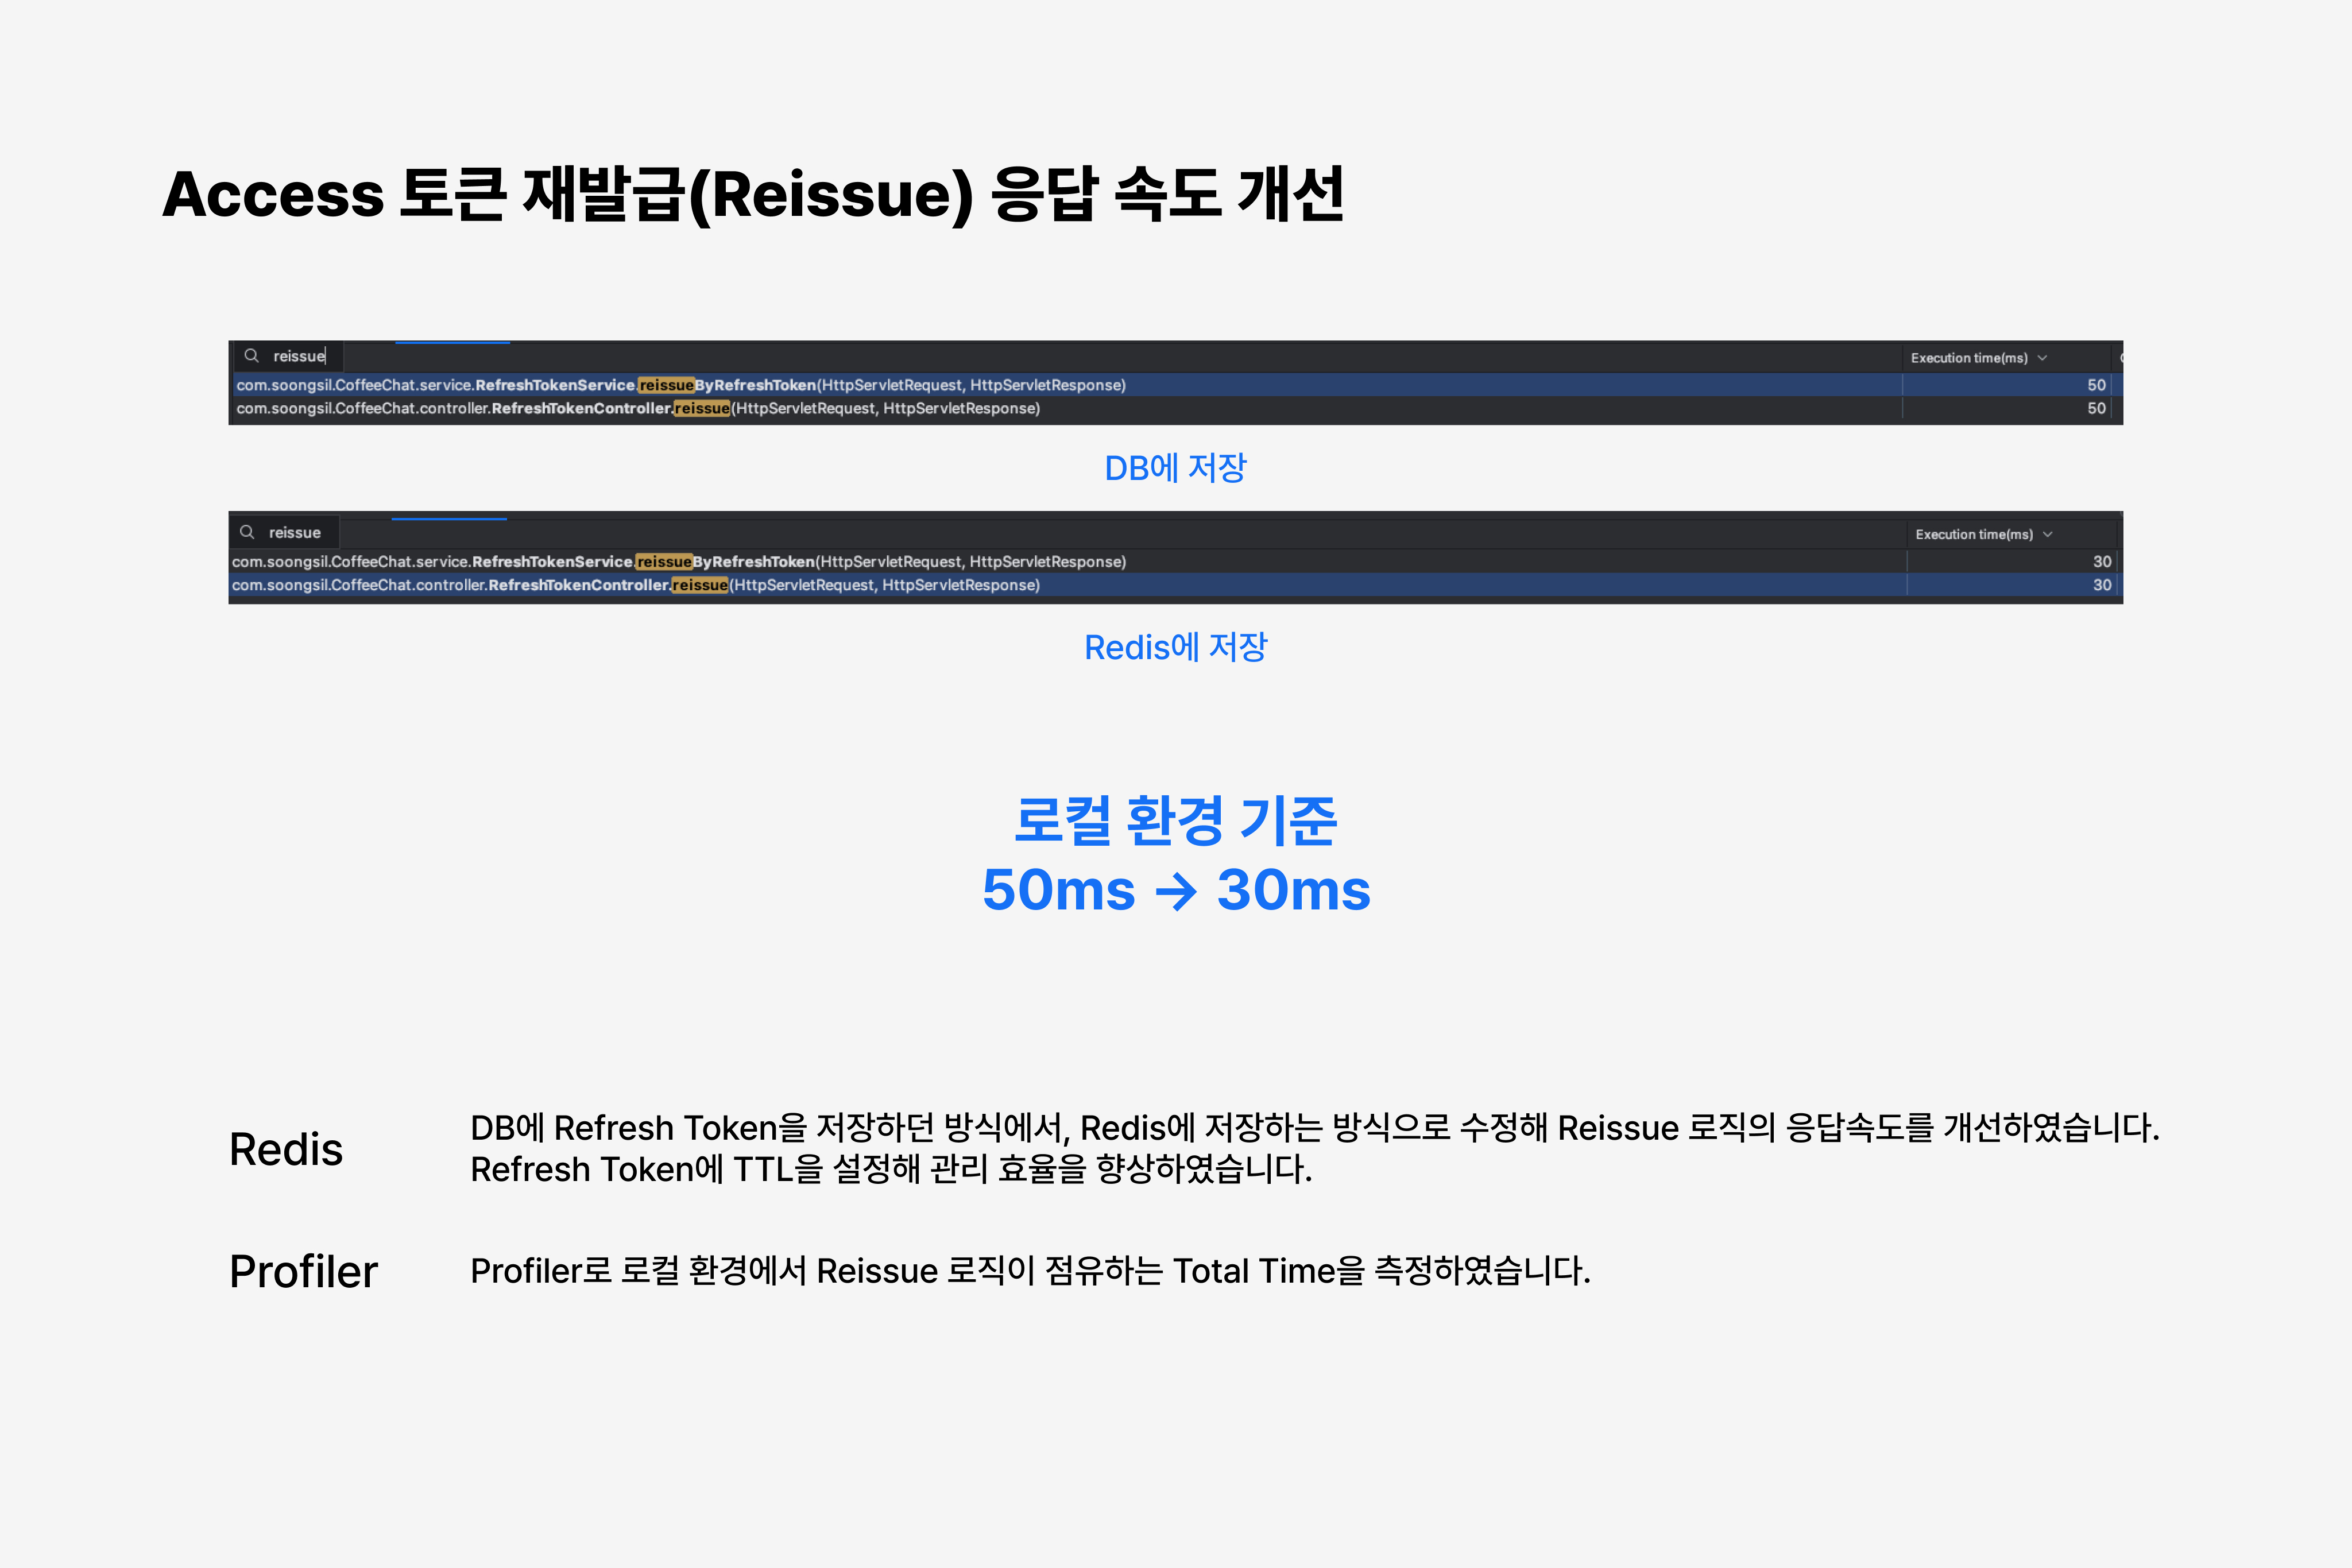 Access 토큰 재발급(Reissue) 응답 속도 개선
reissue
Execution time(ms)
com.soongsil.CoffeeChat.service.RefreshTokenService.reissueByRefreshToken(HttpServletRequest, HttpServletResponse) 50
com.soongsil.CoffeeChat.controller.RefreshTokenController.reissue(HttpServletRequest, HttpServletResponse) 50
DB에 저장
reissue
Execution time(ms)
com.soongsil.CoffeeChat.service.RefreshTokenService.reissueByRefreshToken(HttpServletRequest, HttpServletResponse) 30
com.soongsil.CoffeeChat.controller.RefreshTokenController.reissue(HttpServletRequest, HttpServletResponse) 30
Redis에 저장
로컬 환경 기준
50ms → 30ms
Redis
DB에 Refresh Token을 저장하던 방식에서, Redis에 저장하는 방식으로 수정해 Reissue 로직의 응답속도를 개선하였습니다.
Refresh Token에 TTL을 설정해 관리 효율을 향상하였습니다.
Profiler
Profiler로 로컬 환경에서 Reissue 로직이 점유하는 Total Time을 측정하였습니다.